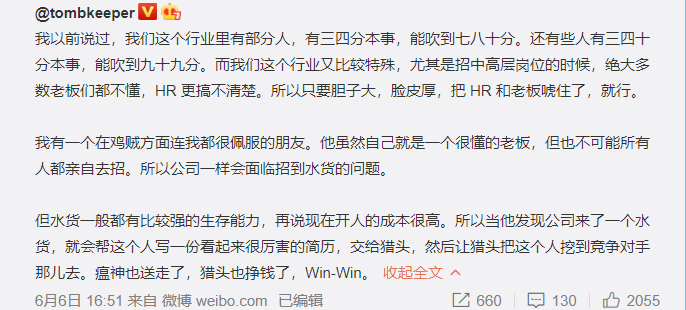 @tombkeeper
我以前说过，我们这个行业里有部分人，有三四分本事，能吹到七八十分。还有些人有三四十
分本事，能吹到九十九分。而我们这个行业又比较特殊，尤其是招中高层岗位的时候，绝大多
数老板们都不懂，HR 更搞不清楚。所以只要胆子大，脸皮厚，把 HR 和老板唬住了，就行。
我有一个在鸡贼方面连我都很佩服的朋友。他虽然自己就是一个很懂的老板，但也不可能所有
人都亲自去招。所以公司一样会面临招到水货的问题。
但水货一般都有比较强的生存能力，再说现在开人的成本很高。所以当他发现公司来了一个水
货，就会帮这个人写一份看起来很厉害的简历，交给猎头，然后让猎头把这个人挖到竞争对手
那儿去。瘟神也送走了，猎头也挣钱了，Win-Win。 收起全文
6月6日 16:51 来自 微博 weibo.com 已编辑 660 130 2055